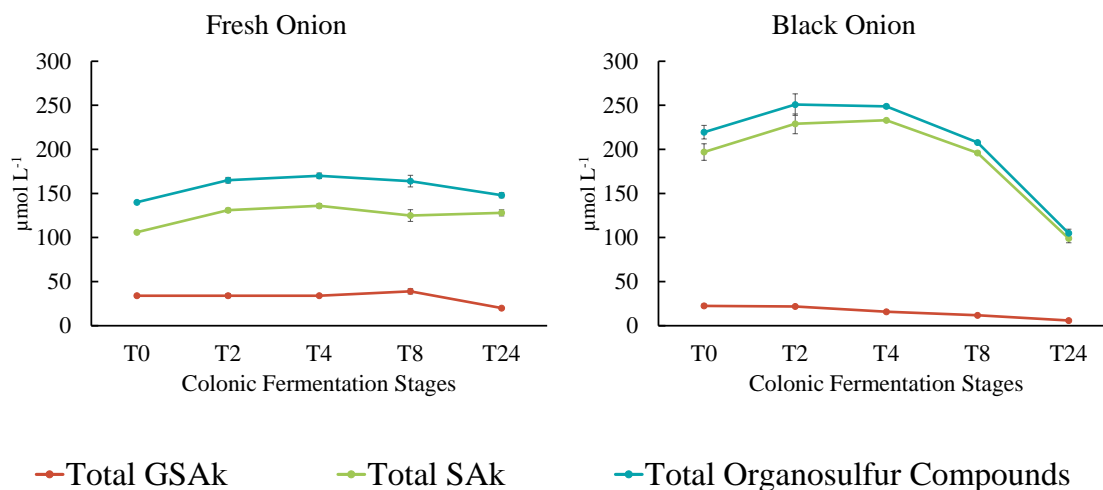 Fresh Onion
300
250
200
150
100
50
0
µmol L-1
T0 T2 T4 T8 T24
Colonic Fermentation Stages
Black Onion
300
250
200
150
100
50
0
µmol L-1
T0 T2 T4 T8 T24
Colonic Fermentation Stages
Total GSAk Total SAk Total Organosulfur Compounds